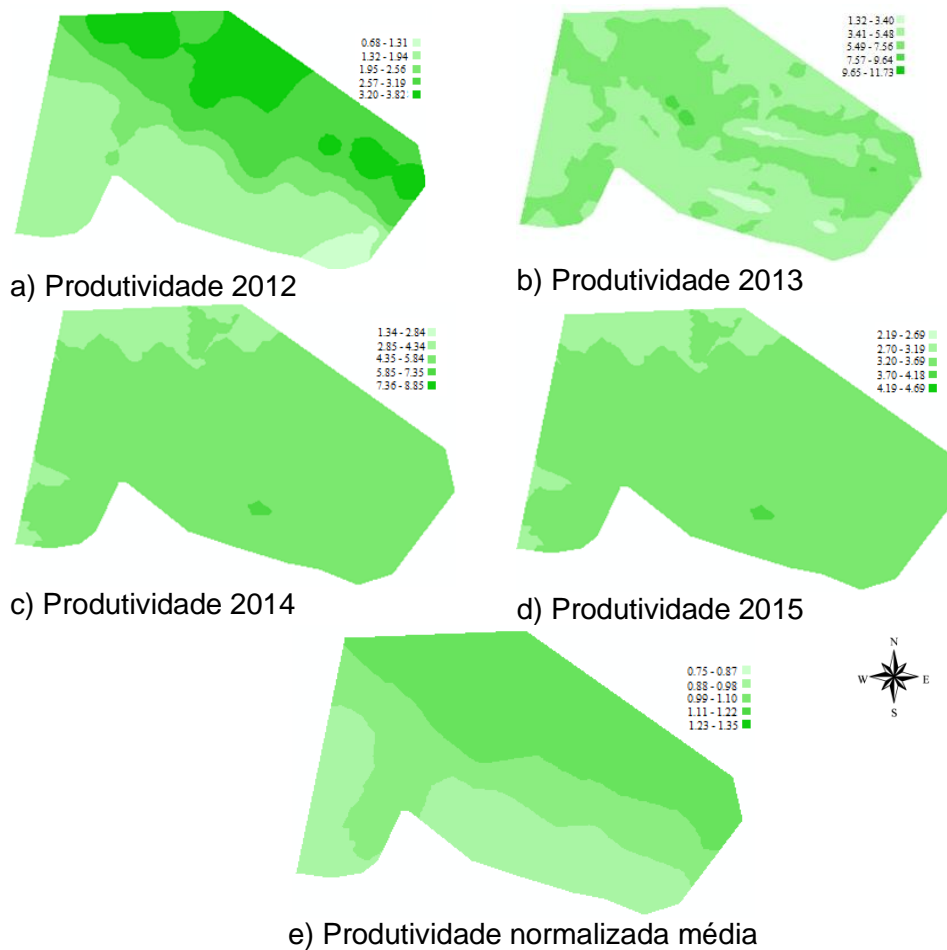 0.68 - 1.31
1.32 - 1.94
1.95 - 2.56
2.57 - 3.19
3.20 - 3.82
1.32 - 3.40
3.41 - 5.48
5.49 - 7.56
7.57 - 9.64
9.65 - 11.73
a) Produtividade 2012
b) Produtividade 2013
1.34 - 2.84
2.85 - 4.34
4.35 - 5.84
5.85 - 7.35
7.36 - 8.85
2.19 - 2.69
2.70 - 3.19
3.20 - 3.69
3.70 - 4.18
4.19 - 4.69
c) Produtividade 2014
d) Produtividade 2015
0.75 - 0.87
0.88 - 0.98
0.99 - 1.10
1.11 - 1.22
1.23 - 1.35
N
W E
S
e) Produtividade normalizada média